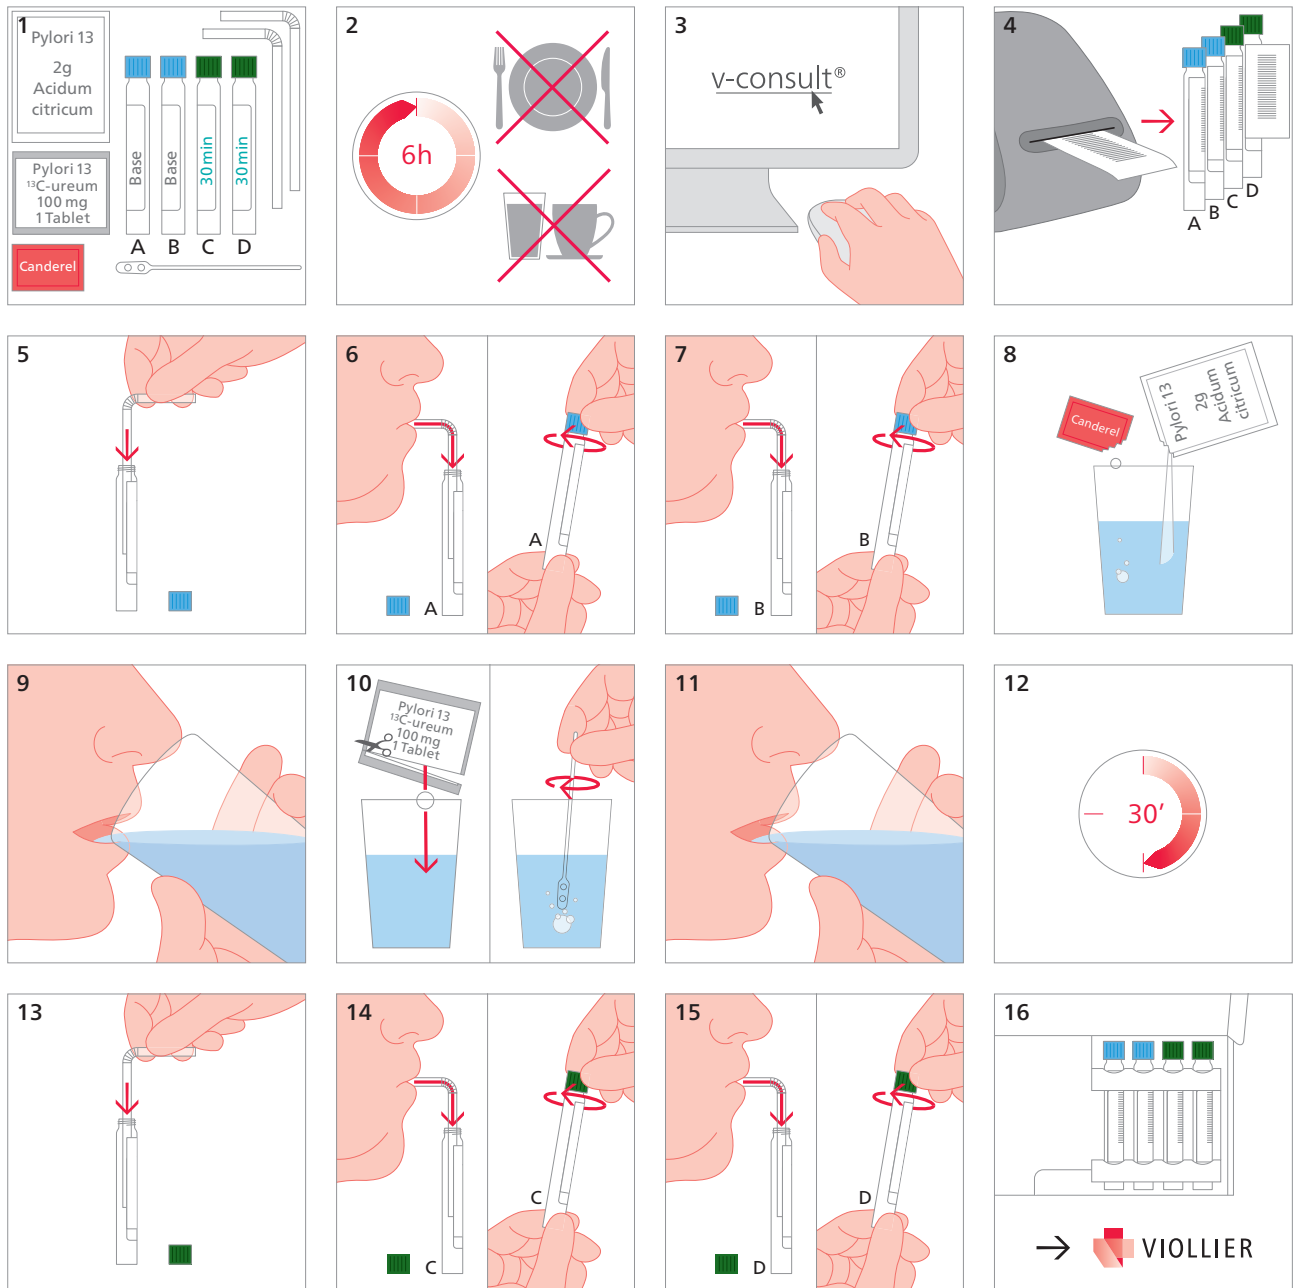 1
Pylori 13
2g
Acidum
citricum
Pylori 13
¹³C-ureum
100 mg
1 Tablet
Canderel
Base
Base
30 min
30 min
A
B
C
D
2
6h
3
v-consult®
4
A
B
C
D
5
6
A
A
7
B
B
8
Canderel
Pylori 13
2g
Acidum
citricum
9
10
Pylori 13
¹³C-ureum
100 mg
1 Tablet
11
12
30’
13
14
C
C
15
D
D
16
VIOLLIER